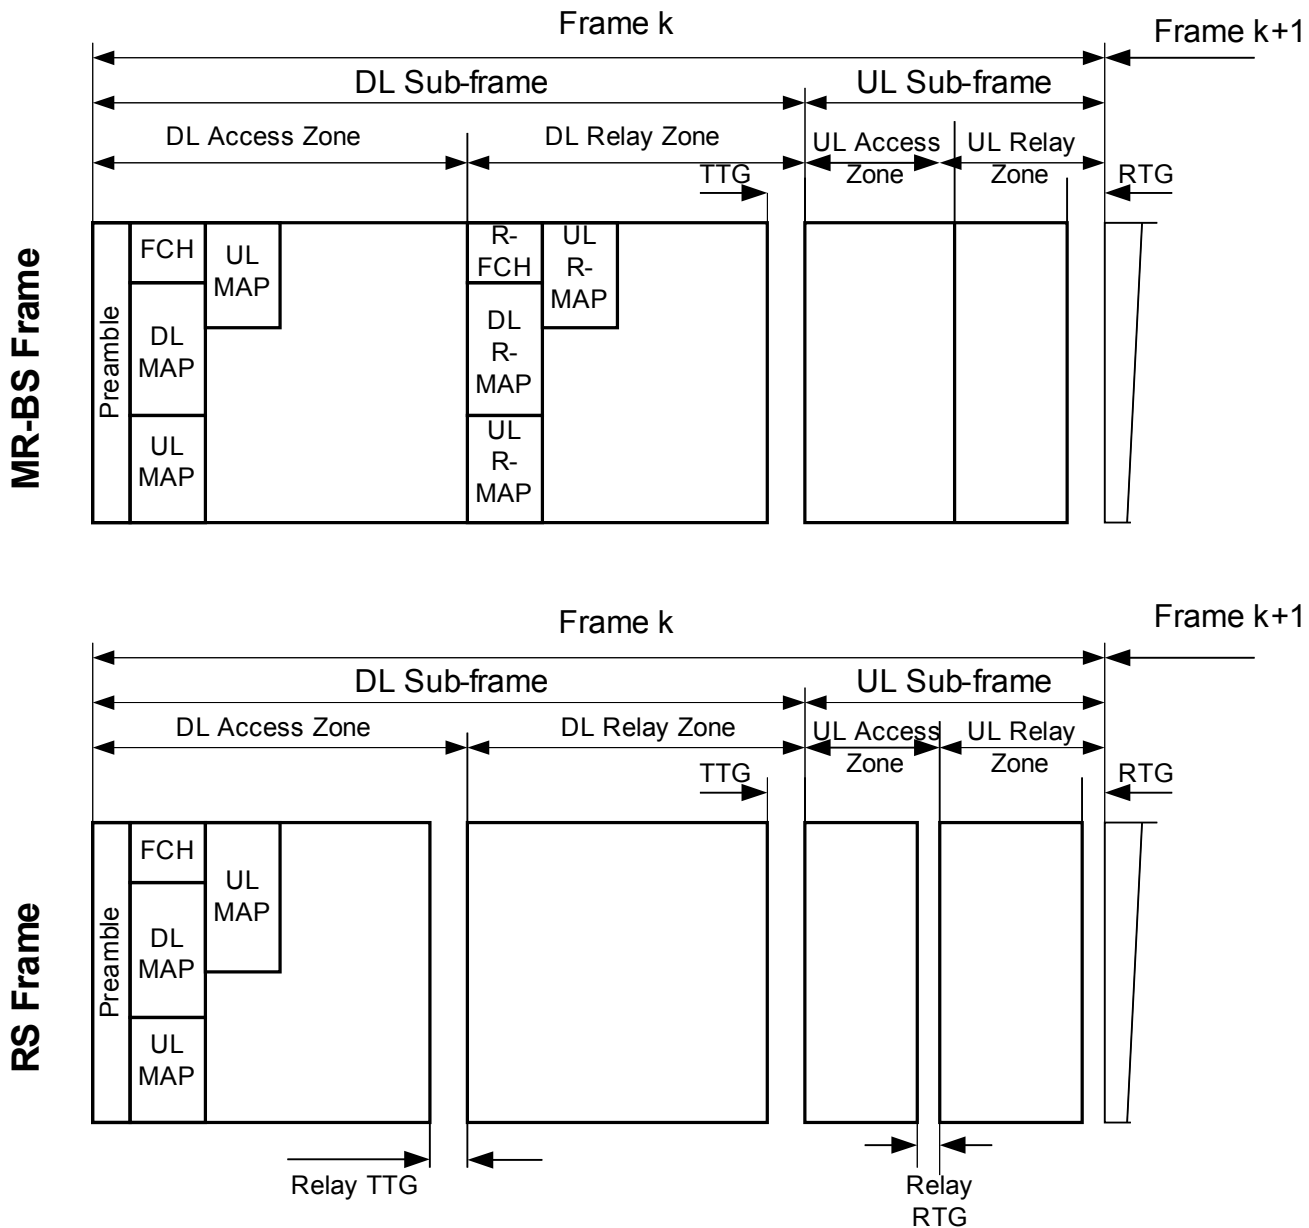 Frame k
Frame k+1
DL Sub-frame
UL Sub-frame
DL Access Zone
DL Relay Zone
UL Access
Zone
UL Relay
Zone
TTG
RTG
MR-BS Frame
Preamble
FCH
DL
MAP
UL
MAP
UL
MAP
R-
FCH
DL
R-
MAP
UL
R-
MAP
UL
R-
MAP
Frame k
Frame k+1
DL Sub-frame
UL Sub-frame
DL Access Zone
DL Relay Zone
UL Access
Zone
UL Relay
Zone
TTG
RTG
RS Frame
Preamble
FCH
DL
MAP
UL
MAP
UL
MAP
Relay TTG
Relay
RTG